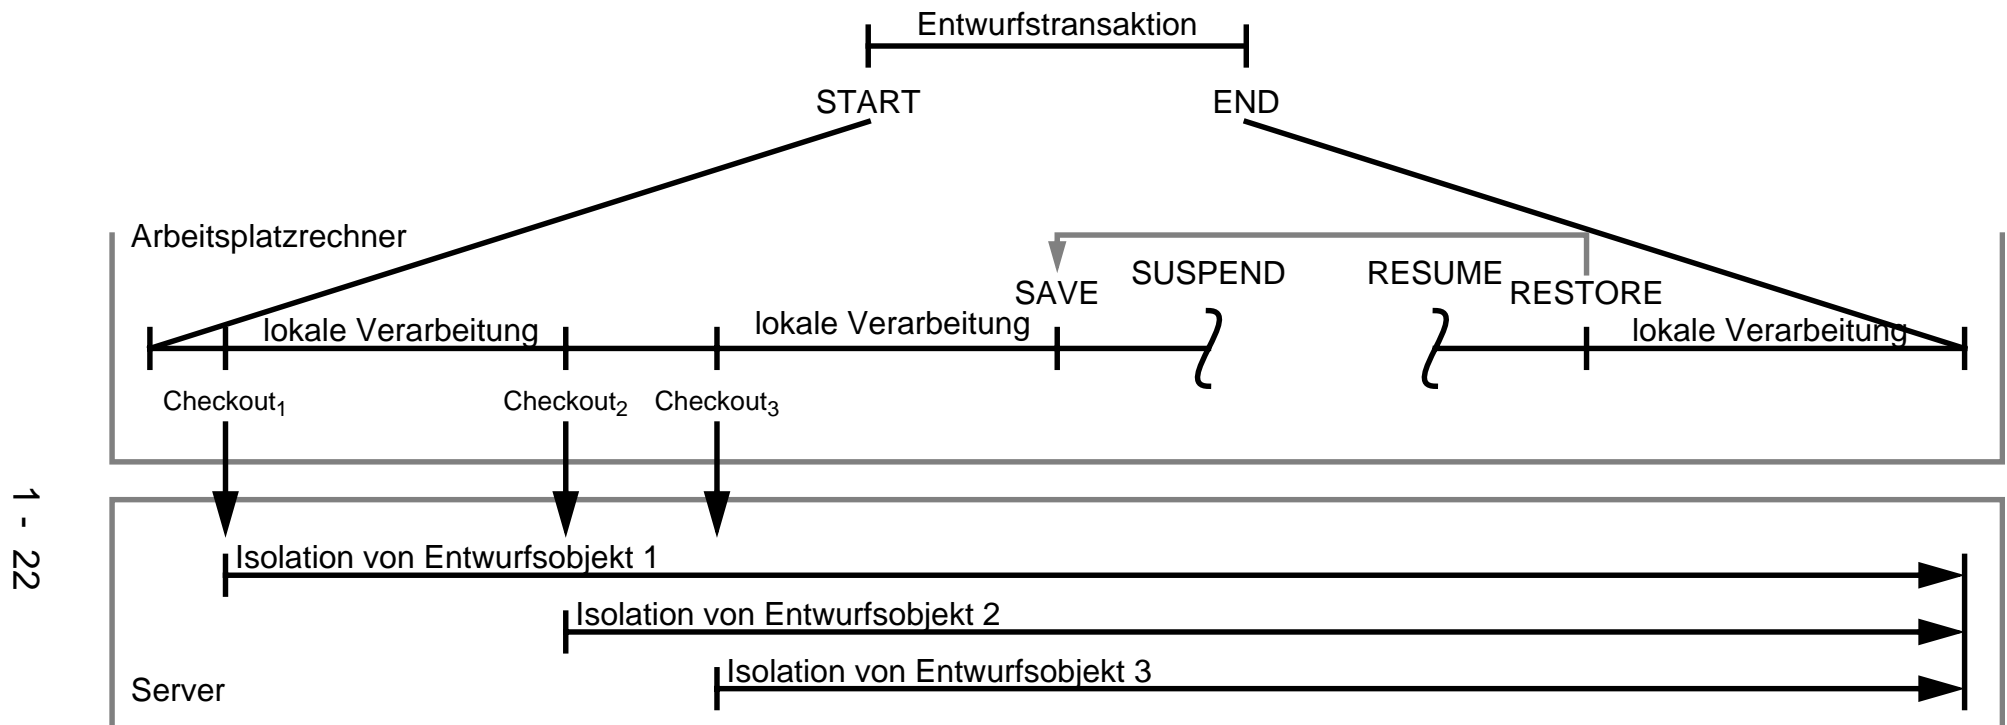 Entwurfstransaktion
START
END
Arbeitsplatzrechner
SUSPEND
RESUME
SAVE
RESTORE
lokale Verarbeitung
lokale Verarbeitung
lokale Verarbeitung
Checkout1
Checkout2
Checkout3
Isolation von Entwurfsobjekt 1
Isolation von Entwurfsobjekt 2
Isolation von Entwurfsobjekt 3
Server
1 - 22